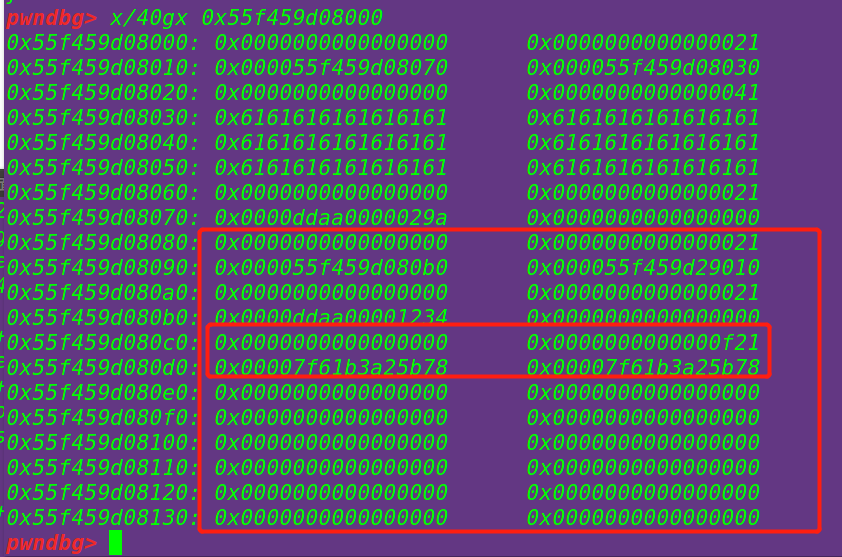 pwndbg> x/40gx 0x55f459d08000
0x55f459d08000: 0x0000000000000000 0x0000000000000021
0x55f459d08010: 0x000055f459d08070 0x000055f459d08030
0x55f459d08020: 0x0000000000000000 0x0000000000000041
0x55f459d08030: 0x6161616161616161 0x6161616161616161
0x55f459d08040: 0x6161616161616161 0x6161616161616161
0x55f459d08050: 0x6161616161616161 0x6161616161616161
0x55f459d08060: 0x0000000000000000 0x0000000000000021
0x55f459d08070: 0x0000ddaa0000029a 0x0000000000000000
0x55f459d08080: 0x0000000000000000 0x0000000000000021
0x55f459d08090: 0x000055f459d080b0 0x000055f459d29010
0x55f459d080a0: 0x0000000000000000 0x0000000000000021
0x55f459d080b0: 0x0000ddaa00001234 0x0000000000000000
0x55f459d080c0: 0x0000000000000000 0x0000000000000f21
0x55f459d080d0: 0x00007f61b3a25b78 0x00007f61b3a25b78
0x55f459d080e0: 0x0000000000000000 0x0000000000000000
0x55f459d080f0: 0x0000000000000000 0x0000000000000000
0x55f459d08100: 0x0000000000000000 0x0000000000000000
0x55f459d08110: 0x0000000000000000 0x0000000000000000
0x55f459d08120: 0x0000000000000000 0x0000000000000000
0x55f459d08130: 0x0000000000000000 0x0000000000000000
pwndbg>